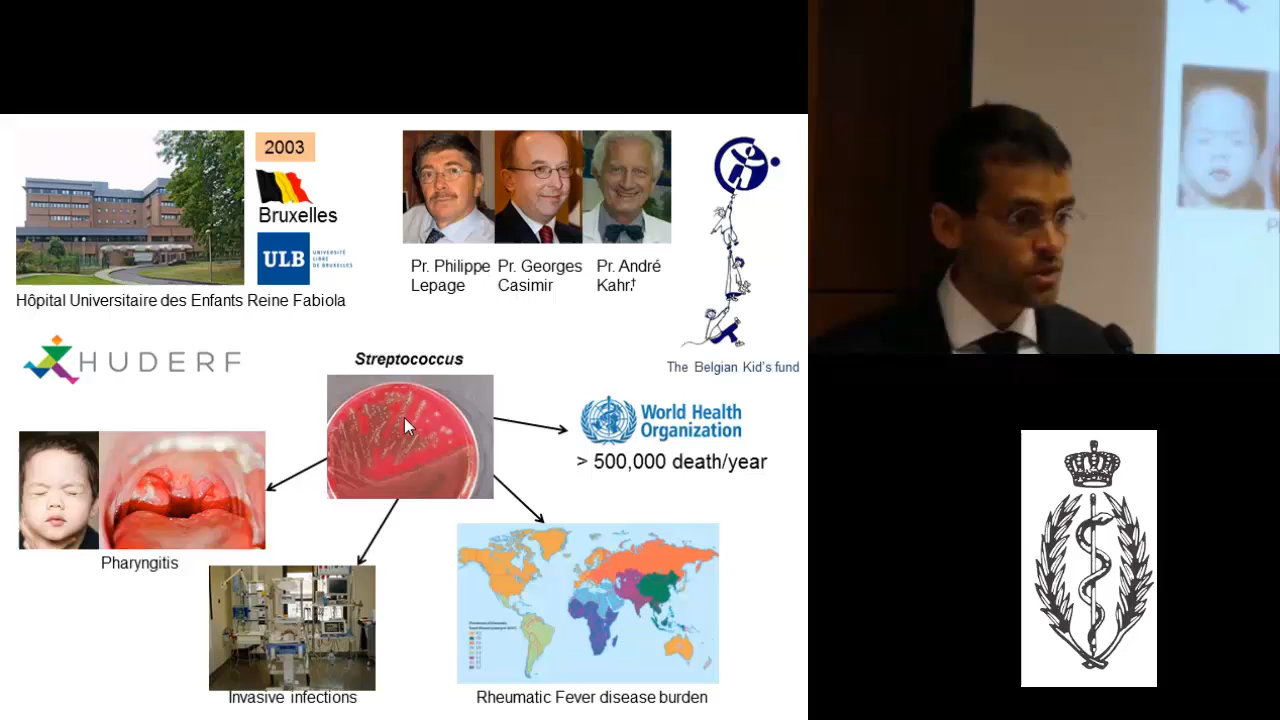 2003
Bruxelles
ULB
UNIVERSITÉ
LIBRE
DE BRUXELLES
Hôpital Universitaire des Enfants Reine Fabiola
Pr. Philippe
Lepage
Pr. Georges
Casimir
Pr. André
Kahr.†
The Belgian Kid's fund
HUDERF
Streptococcus
World Health
Organization
> 500,000 death/year
Pharyngitis
Invasive infections
Rheumatic Fever disease burden